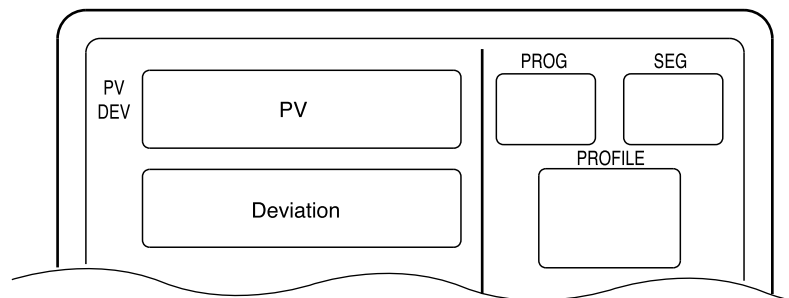 PV
DEV
PV
Deviation
PROG
SEG
PROFILE